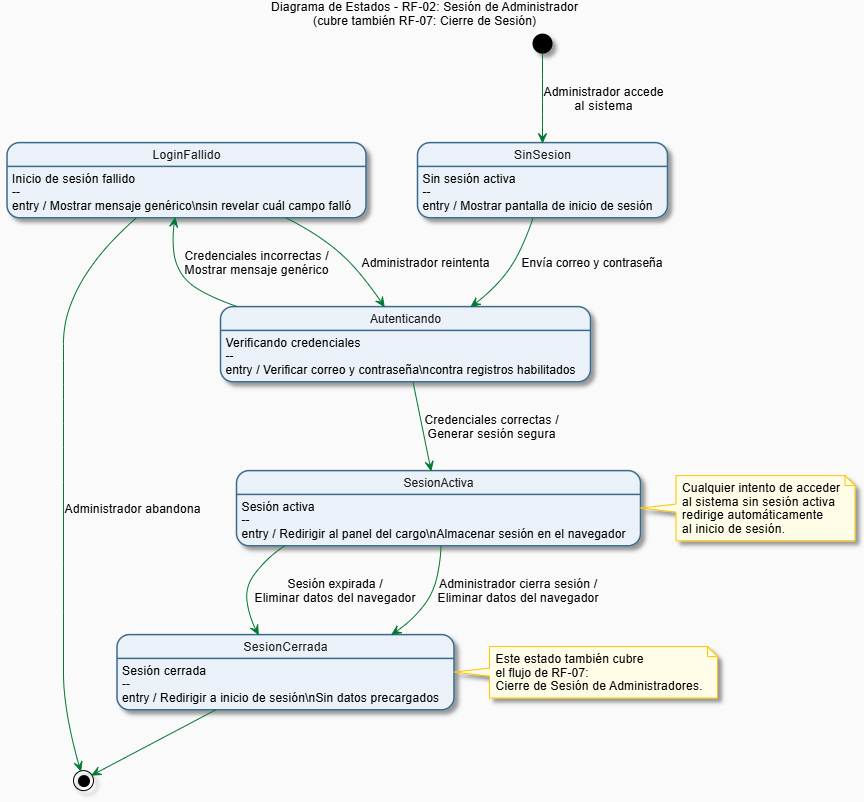 Diagrama de Estados - RF-02: Sesión de Administrador
(cubre también RF-07: Cierre de Sesión)
Administrador accede
al sistema
LoginFallido
Inicio de sesión fallido
--
entry / Mostrar mensaje genérico\nsin revelar cuál campo falló
SinSesion
Sin sesión activa
--
entry / Mostrar pantalla de inicio de sesión
Credenciales incorrectas /
Mostrar mensaje genérico
Administrador reintenta
Envía correo y contraseña
Autenticando
Verificando credenciales
--
entry / Verificar correo y contraseña\ncontra registros habilitados
Credenciales correctas /
Generar sesión segura
SesionActiva
Sesión activa
--
entry / Redirigir al panel del cargo\nAlmacenar sesión en el navegador
Cualquier intento de acceder
al sistema sin sesión activa
redirige automáticamente
al inicio de sesión.
Administrador abandona
Sesión expirada /
Eliminar datos del navegador
Administrador cierra sesión /
Eliminar datos del navegador
SesionCerrada
Sesión cerrada
--
entry / Redirigir a inicio de sesión\nSin datos precargados
Este estado también cubre
el flujo de RF-07:
Cierre de Sesión de Administradores.